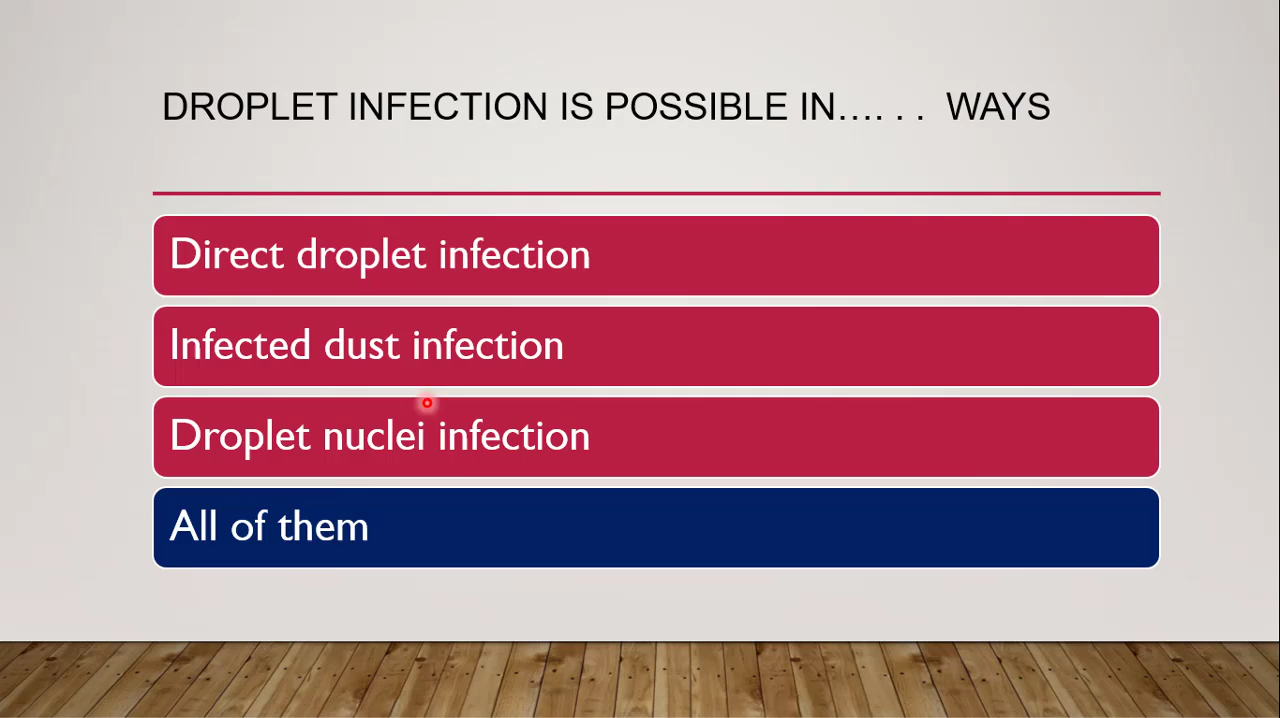 DROPLET INFECTION IS POSSIBLE IN…. . . WAYS
Direct droplet infection
Infected dust infection
Droplet nuclei infection
All of them